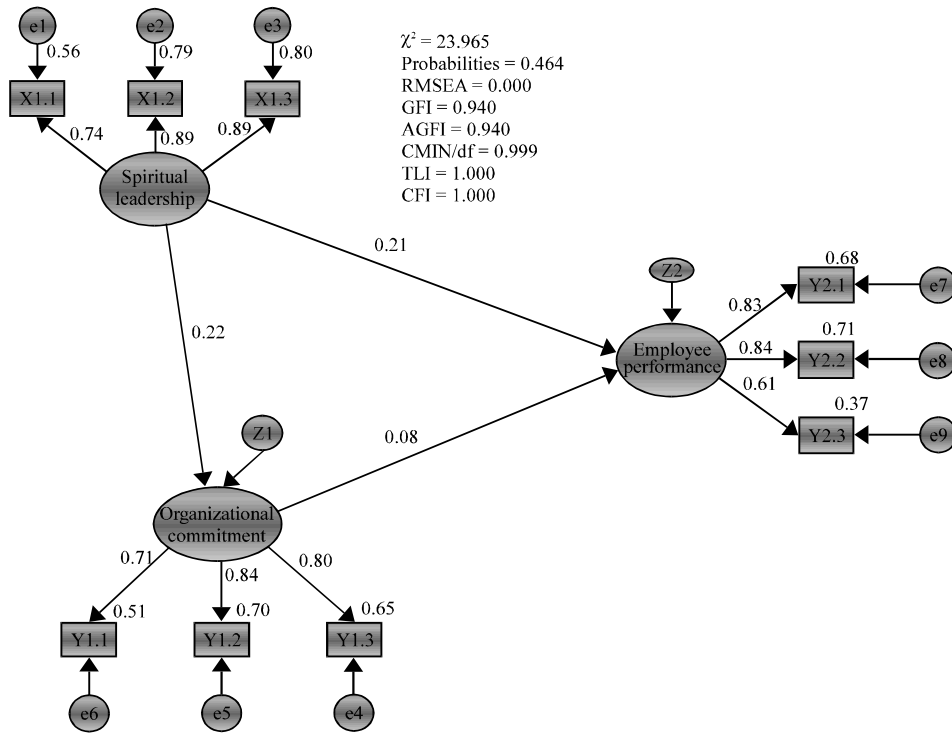 e1
e2
e3
0.56
0.79
0.80
X1.1
X1.2
X1.3
0.74
0.89
0.89
Spiritual
leadership
χ² = 23.965
Probabilities = 0.464
RMSEA = 0.000
GFI = 0.940
AGFI = 0.940
CMIN/df = 0.999
TLI = 1.000
CFI = 1.000
0.21
0.22
Z2
Employee
performance
0.83
0.84
0.61
0.68
Y2.1
e7
0.71
Y2.2
e8
0.37
Y2.3
e9
Z1
0.08
Organizational
commitment
0.71
0.84
0.80
0.51
0.70
0.65
Y1.1
Y1.2
Y1.3
e6
e5
e4